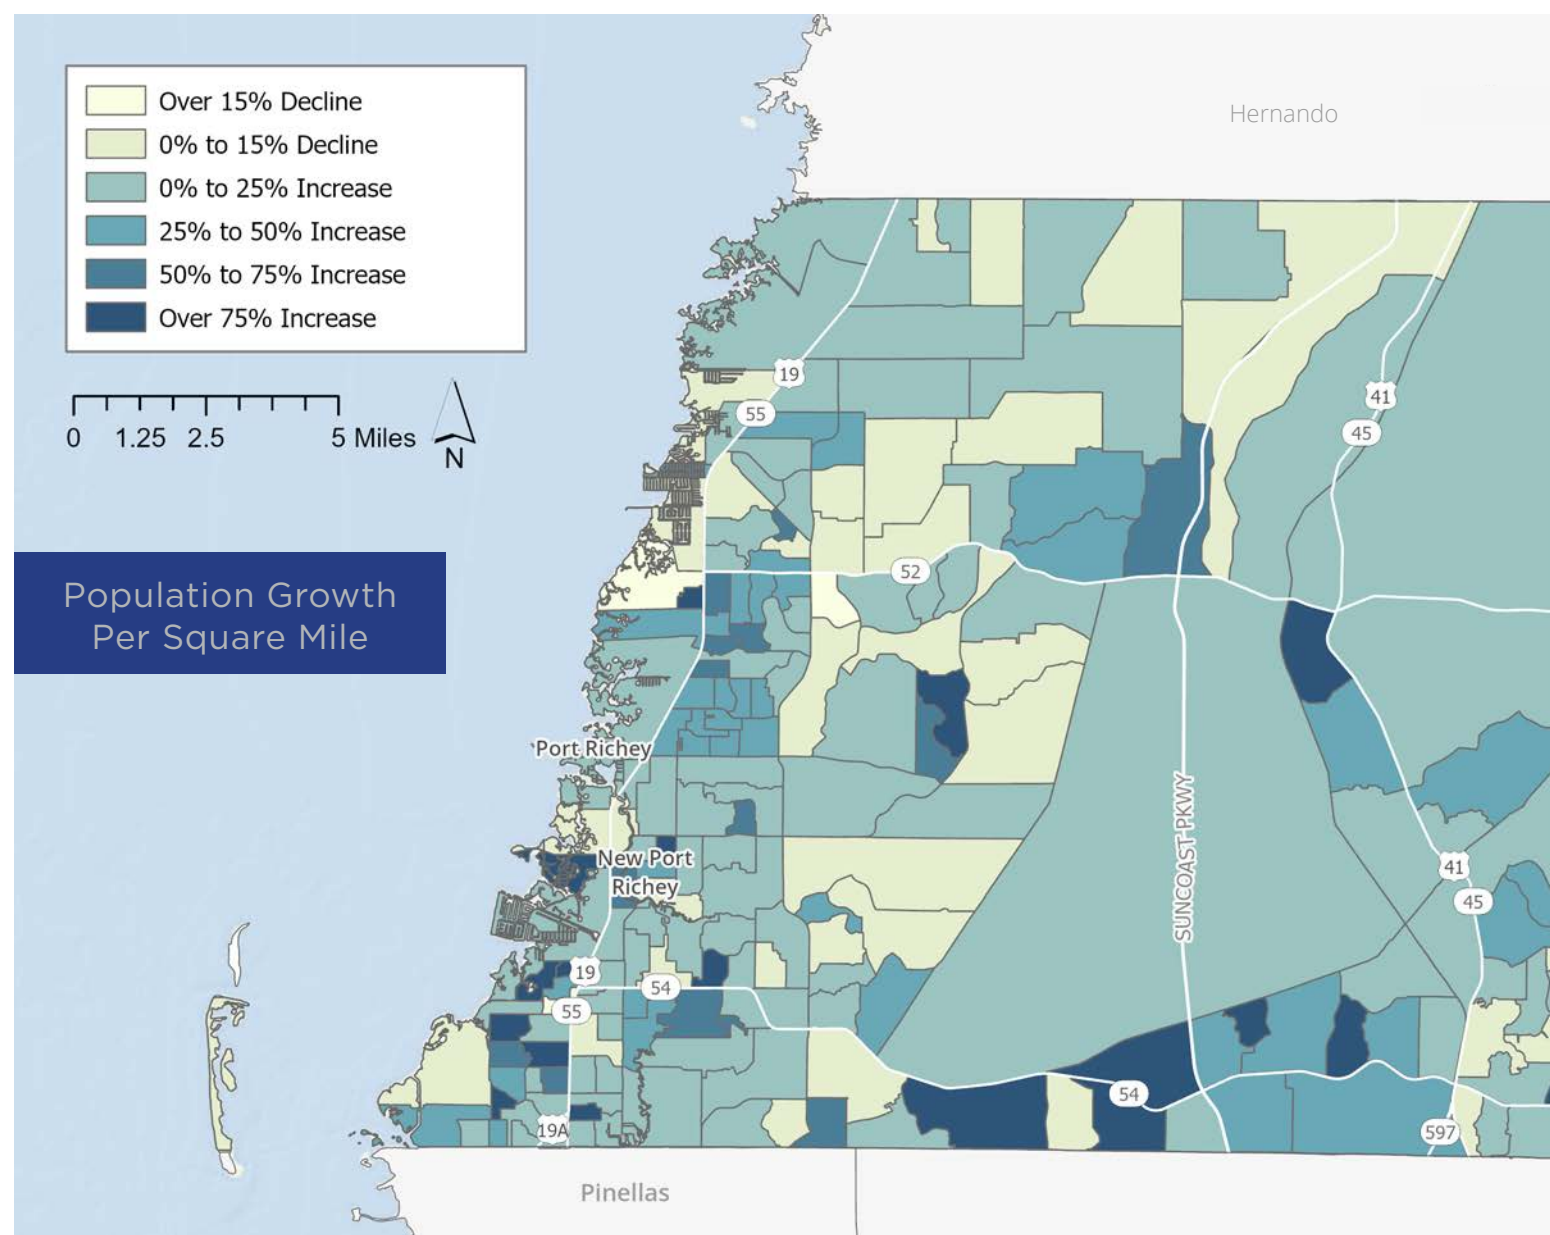 Over 15% Decline
0% to 15% Decline
0% to 25% Increase
25% to 50% Increase
50% to 75% Increase
Over 75% Increase
0 1.25 2.5 5 Miles
N
Population Growth
Per Square Mile
Hernando
19
55
41
45
52
Port Richey
SUNCOAST PKWY
New Port
Richey
41
45
19
54
55
54
19A
597
Pinellas